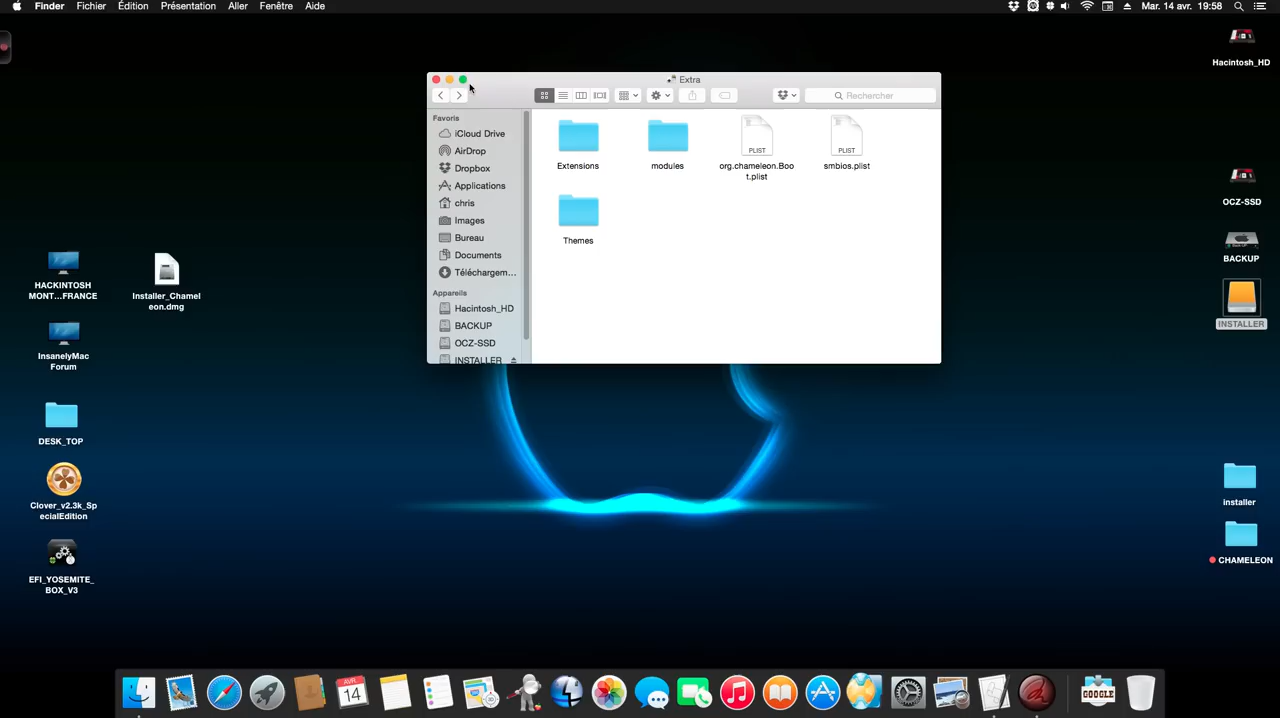 Finder Fichier Édition Présentation Aller Fenêtre Aide Mar. 14 avr. 19:58
Extra
Rechercher
Favoris
iCloud Drive
AirDrop
Dropbox
Applications
chris
Images
Bureau
Documents
Téléchargem...
Appareils
Hacintosh_HD
BACKUP
OCZ-SSD
INSTALLER
Extensions
modules
PLIST
org.chameleon.Boo
t.plist
PLIST
smbios.plist
Themes
HACKINTOSH
MONT...FRANCE
Installer_Chamel
eon.dmg
InsanelyMac
Forum
DESK_TOP
Clover_v2.3k_Sp
ecialEdition
EFI_YOSEMITE_
BOX_V3
Hacintosh_HD
OCZ-SSD
BACKUP
INSTALLER
installer
CHAMELEON
AVR.
14
GOOGLE